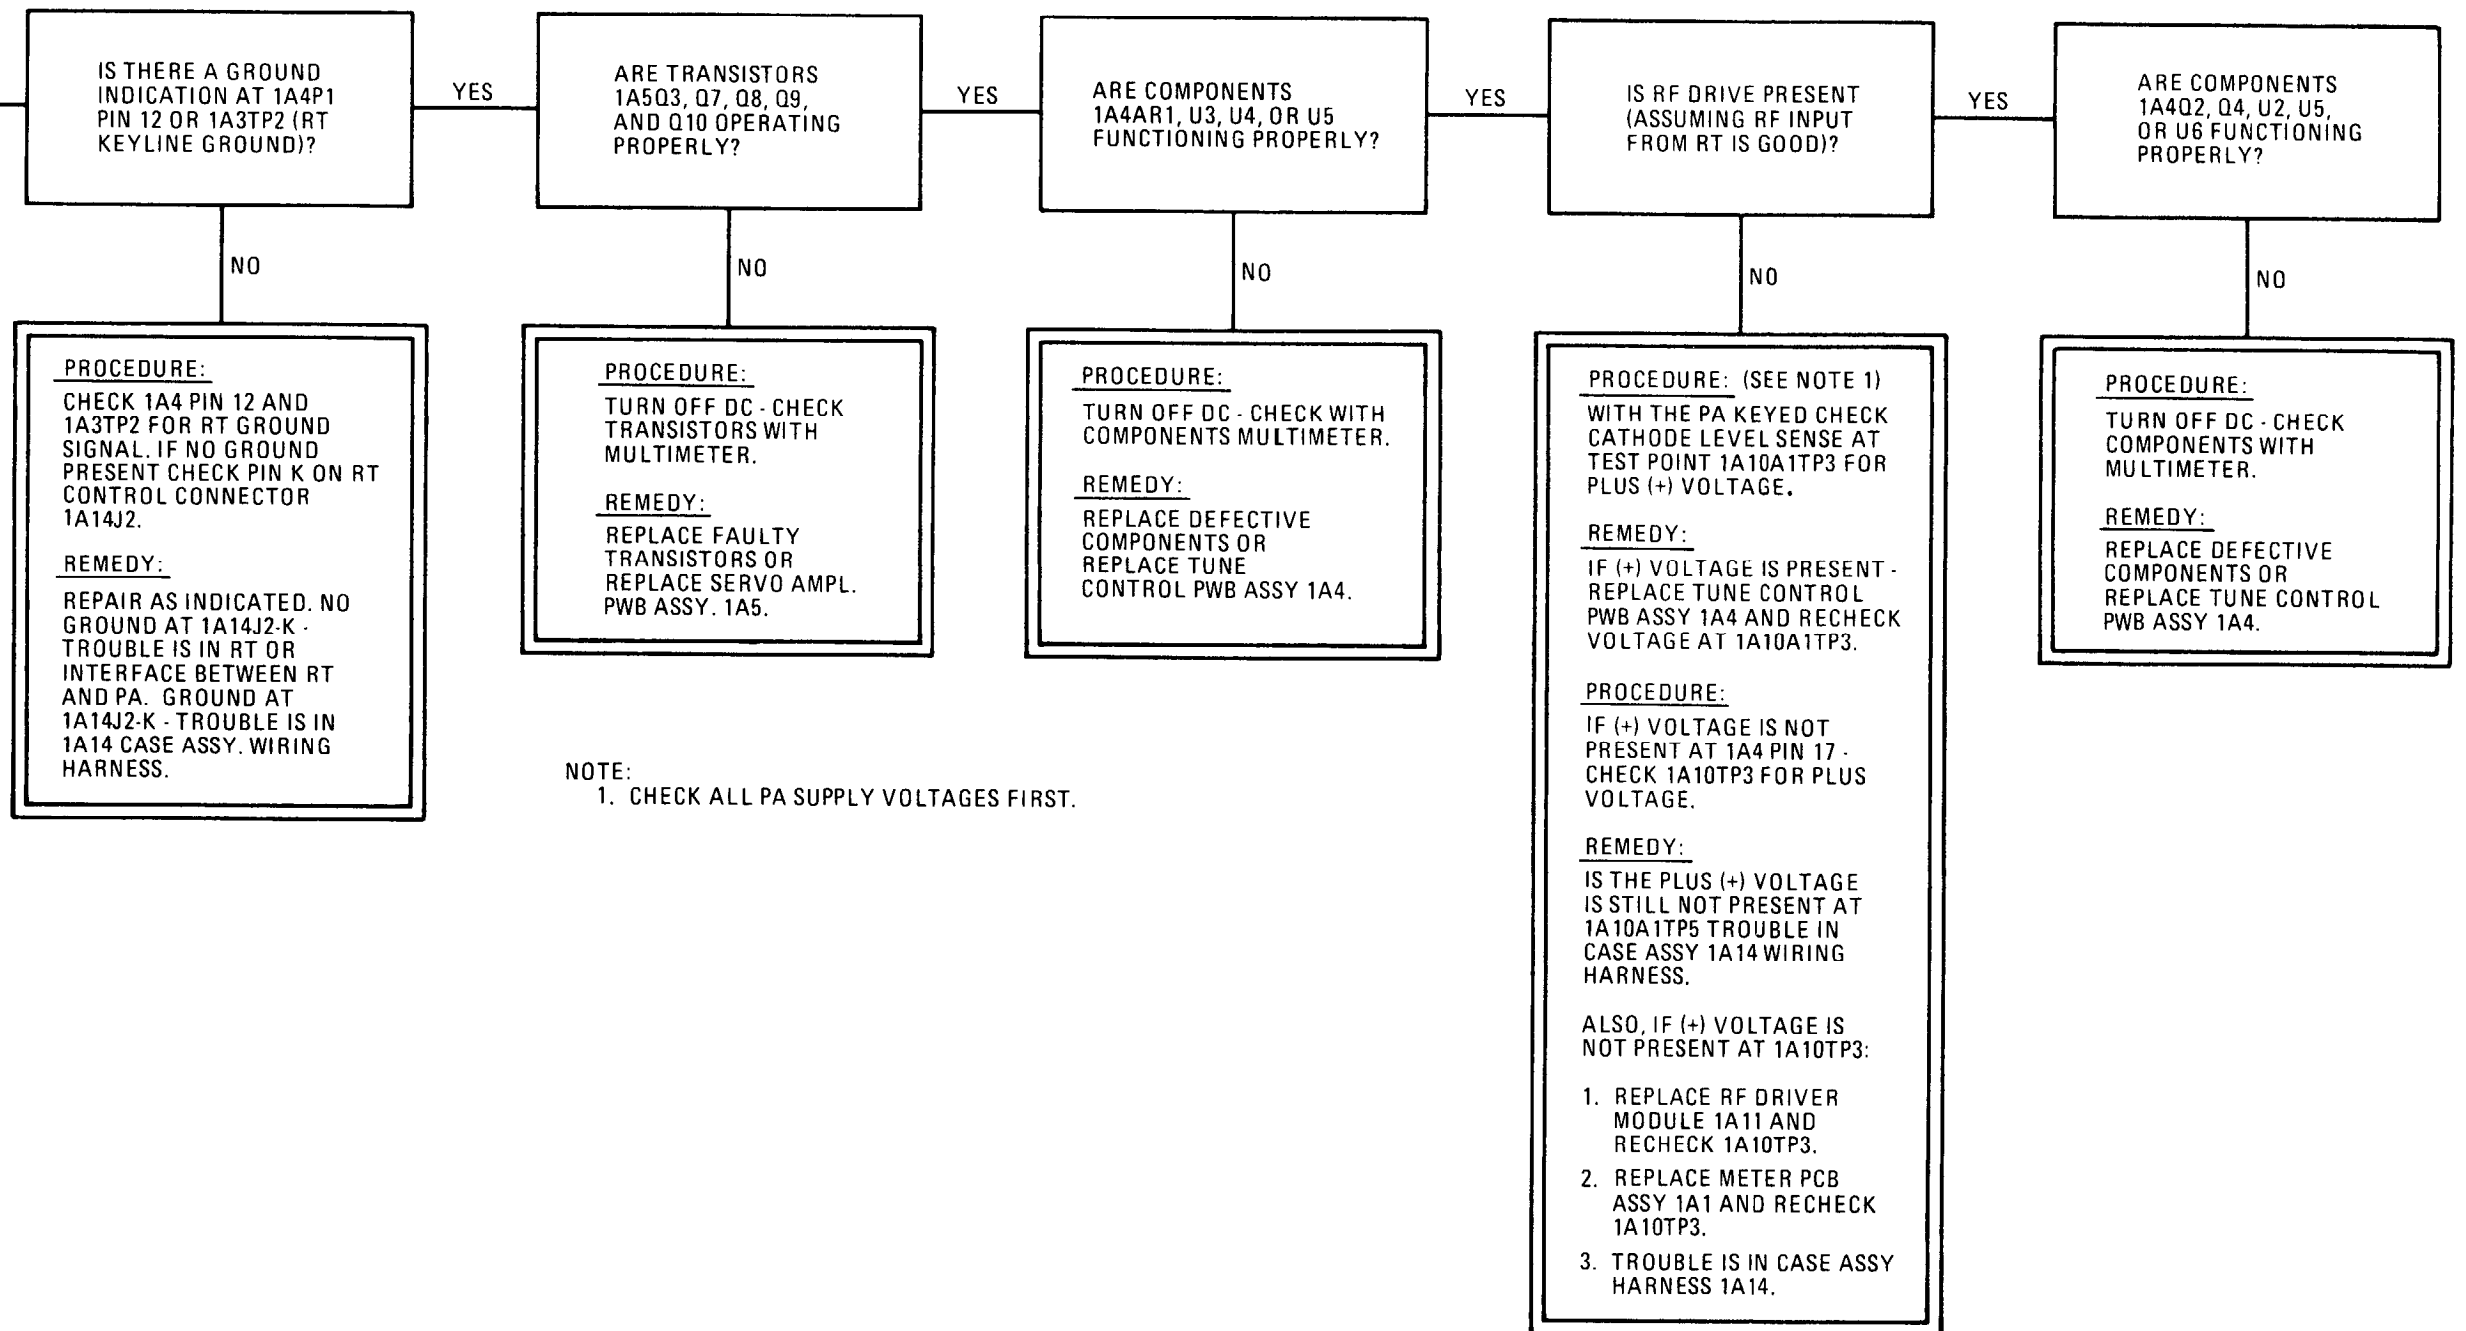 IS THERE A GROUND
INDICATION AT 1A4P1
PIN 12 OR 1A3TP2 (RT
KEYLINE GROUND)?
YES
ARE TRANSISTORS
1A5Q3, Q7, Q8, Q9,
AND Q10 OPERATING
PROPERLY?
YES
ARE COMPONENTS
1A4AR1, U3, U4, OR U5
FUNCTIONING PROPERLY?
YES
IS RF DRIVE PRESENT
(ASSUMING RF INPUT
FROM RT IS GOOD)?
YES
ARE COMPONENTS
1A4Q2, Q4, U2, U5,
OR U6 FUNCTIONING
PROPERLY?
NO
NO
NO
NO
NO
PROCEDURE:
CHECK 1A4 PIN 12 AND
1A3TP2 FOR RT GROUND
SIGNAL. IF NO GROUND
PRESENT CHECK PIN K ON RT
CONTROL CONNECTOR
1A14J2.
REMEDY:
REPAIR AS INDICATED. NO
GROUND AT 1A14J2-K -
TROUBLE IS IN RT OR
INTERFACE BETWEEN RT
AND PA. GROUND AT
1A14J2-K - TROUBLE IS IN
1A14 CASE ASSY. WIRING
HARNESS.
PROCEDURE:
TURN OFF DC - CHECK
TRANSISTORS WITH
MULTIMETER.
REMEDY:
REPLACE FAULTY
TRANSISTORS OR
REPLACE SERVO AMPL.
PWB ASSY. 1A5.
PROCEDURE:
TURN OFF DC - CHECK WITH
COMPONENTS MULTIMETER.
REMEDY:
REPLACE DEFECTIVE
COMPONENTS OR
REPLACE TUNE
CONTROL PWB ASSY 1A4.
PROCEDURE: (SEE NOTE 1)
WITH THE PA KEYED CHECK
CATHODE LEVEL SENSE AT
TEST POINT 1A10A1TP3 FOR
PLUS (+) VOLTAGE.
REMEDY:
IF (+) VOLTAGE IS PRESENT -
REPLACE TUNE CONTROL
PWB ASSY 1A4 AND RECHECK
VOLTAGE AT 1A10A1TP3.
PROCEDURE:
IF (+) VOLTAGE IS NOT
PRESENT AT 1A4 PIN 17 -
CHECK 1A10TP3 FOR PLUS
VOLTAGE.
REMEDY:
IS THE PLUS (+) VOLTAGE
IS STILL NOT PRESENT AT
1A10A1TP5 TROUBLE IN
CASE ASSY 1A14 WIRING
HARNESS.
ALSO, IF (+) VOLTAGE IS
NOT PRESENT AT 1A10TP3:
1. REPLACE RF DRIVER
MODULE 1A11 AND
RECHECK 1A10TP3.
2. REPLACE METER PCB
ASSY 1A1 AND RECHECK
1A10TP3.
3. TROUBLE IS IN CASE ASSY
HARNESS 1A14.
PROCEDURE:
TURN OFF DC - CHECK
COMPONENTS WITH
MULTIMETER.
REMEDY:
REPLACE DEFECTIVE
COMPONENTS OR
REPLACE TUNE CONTROL
PWB ASSY 1A4.
NOTE:
1. CHECK ALL PA SUPPLY VOLTAGES FIRST.